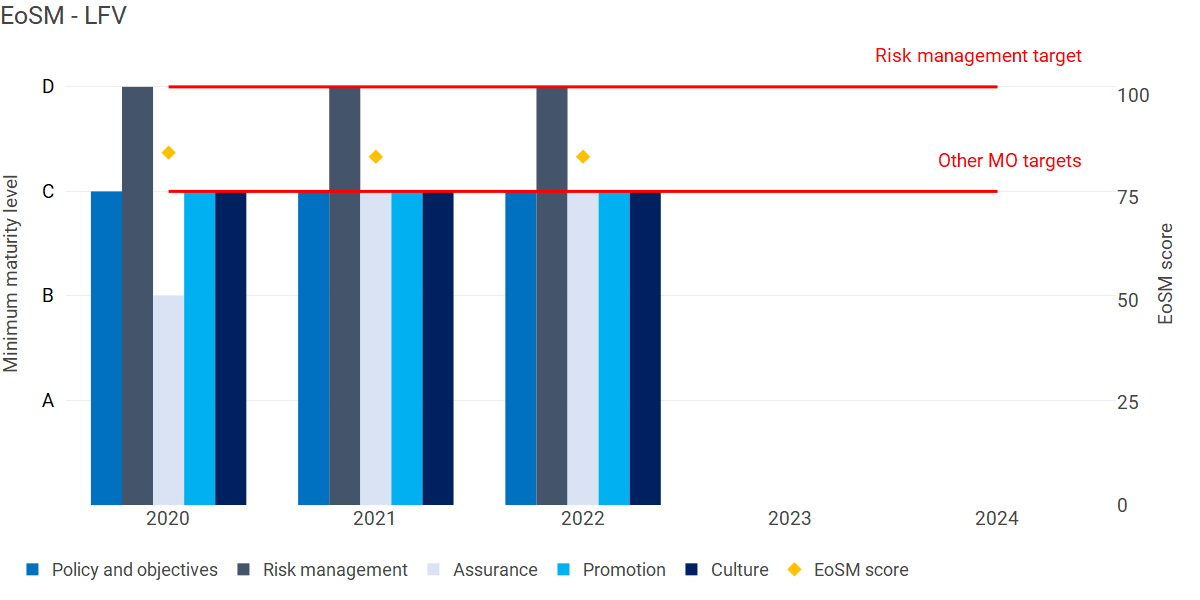 EoSM - LFV
Risk management target
D
100
Other MO targets
C
75
Minimum maturity level
EoSM score
B
50
A
25
0
2020 2021 2022 2023 2024
Policy and objectives Risk management Assurance Promotion Culture EoSM score